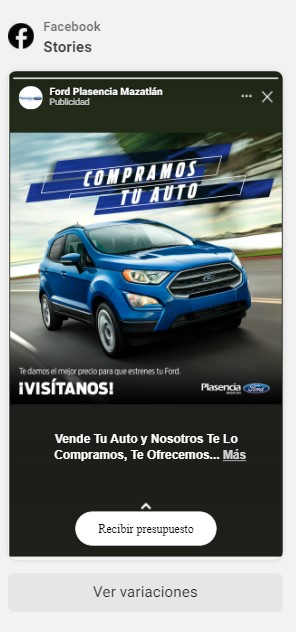 Facebook
Stories
Ford Plasencia Mazatlán
Publicidad
COMPRAMOS
TU AUTO
Te damos el mejor precio para que estrenes tu Ford.
¡VISÍTANOS!
Plasencia Ford
Vende Tu Auto y Nosotros Te Lo
Compramos, Te Ofrecemos... Más
Recibir presupuesto
Ver variaciones